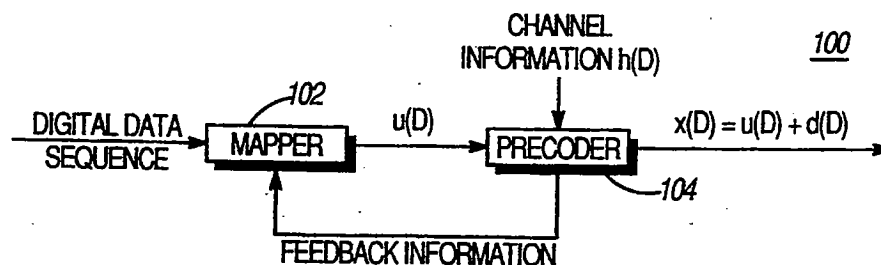 CHANNEL
INFORMATION h(D)
100
102
DIGITAL DATA
SEQUENCE
MAPPER
u(D)
PRECODER
x(D) = u(D) + d(D)
104
FEEDBACK INFORMATION